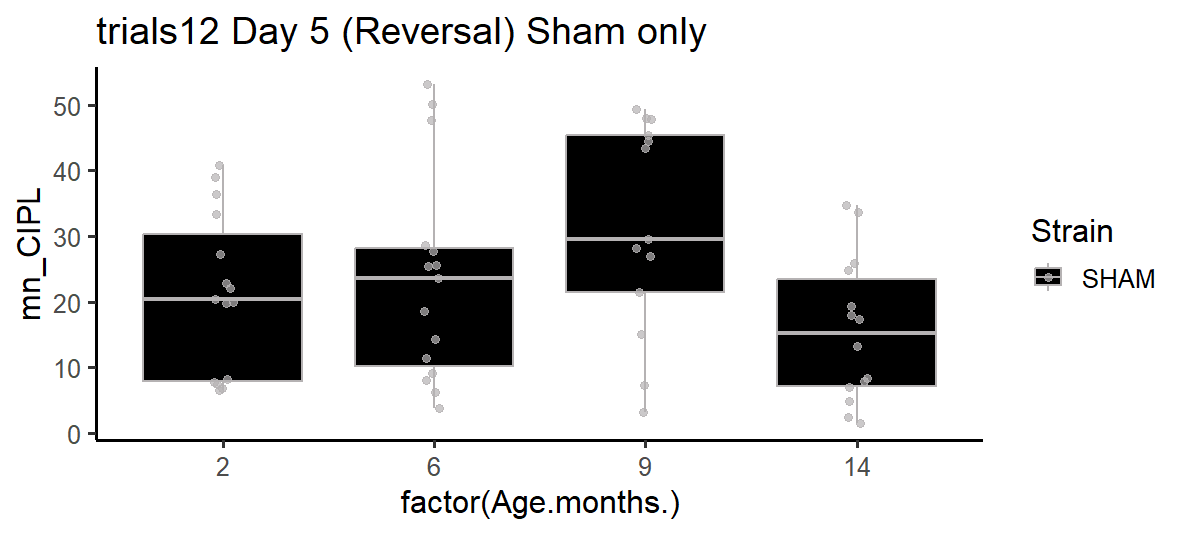 trials12 Day 5 (Reversal) Sham only
mn_CIPL
50
40
30
20
10
0
2 6 9 14
factor(Age.months.)
Strain
SHAM